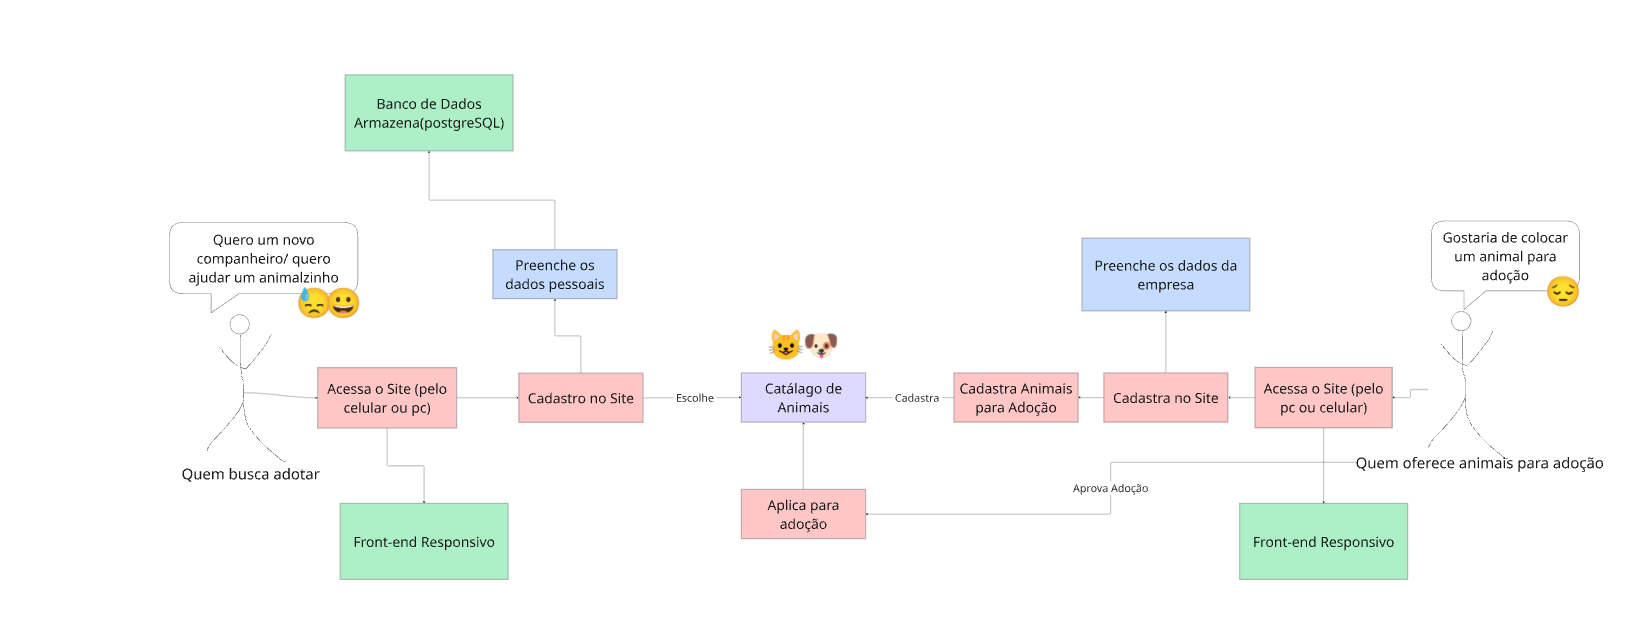 Banco de Dados
Armazena(postgreSQL)
Quero um novo
companheiro/ quero
ajudar um animalzinho
Gostaria de colocar
um animal para
adoção
Preenche os
dados pessoais
Preenche os dados da
empresa
Acessa o Site (pelo
celular ou pc)
Cadastro no Site
Escolhe
Catálago de
Animais
Cadastra
Cadastra Animais
para Adoção
Cadastra no Site
Acessa o Site (pelo
pc ou celular)
Quem busca adotar
Quem oferece animais para adoção
Aprova Adoção
Aplica para
adoção
Front-end Responsivo
Front-end Responsivo